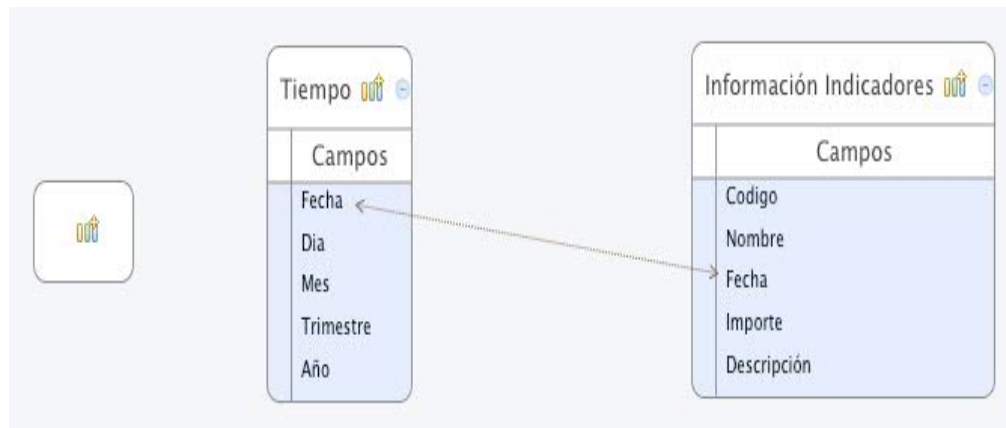 Tiempo
Campos
Fecha
Dia
Mes
Trimestre
Año
Información Indicadores
Campos
Codigo
Nombre
Fecha
Importe
Descripción